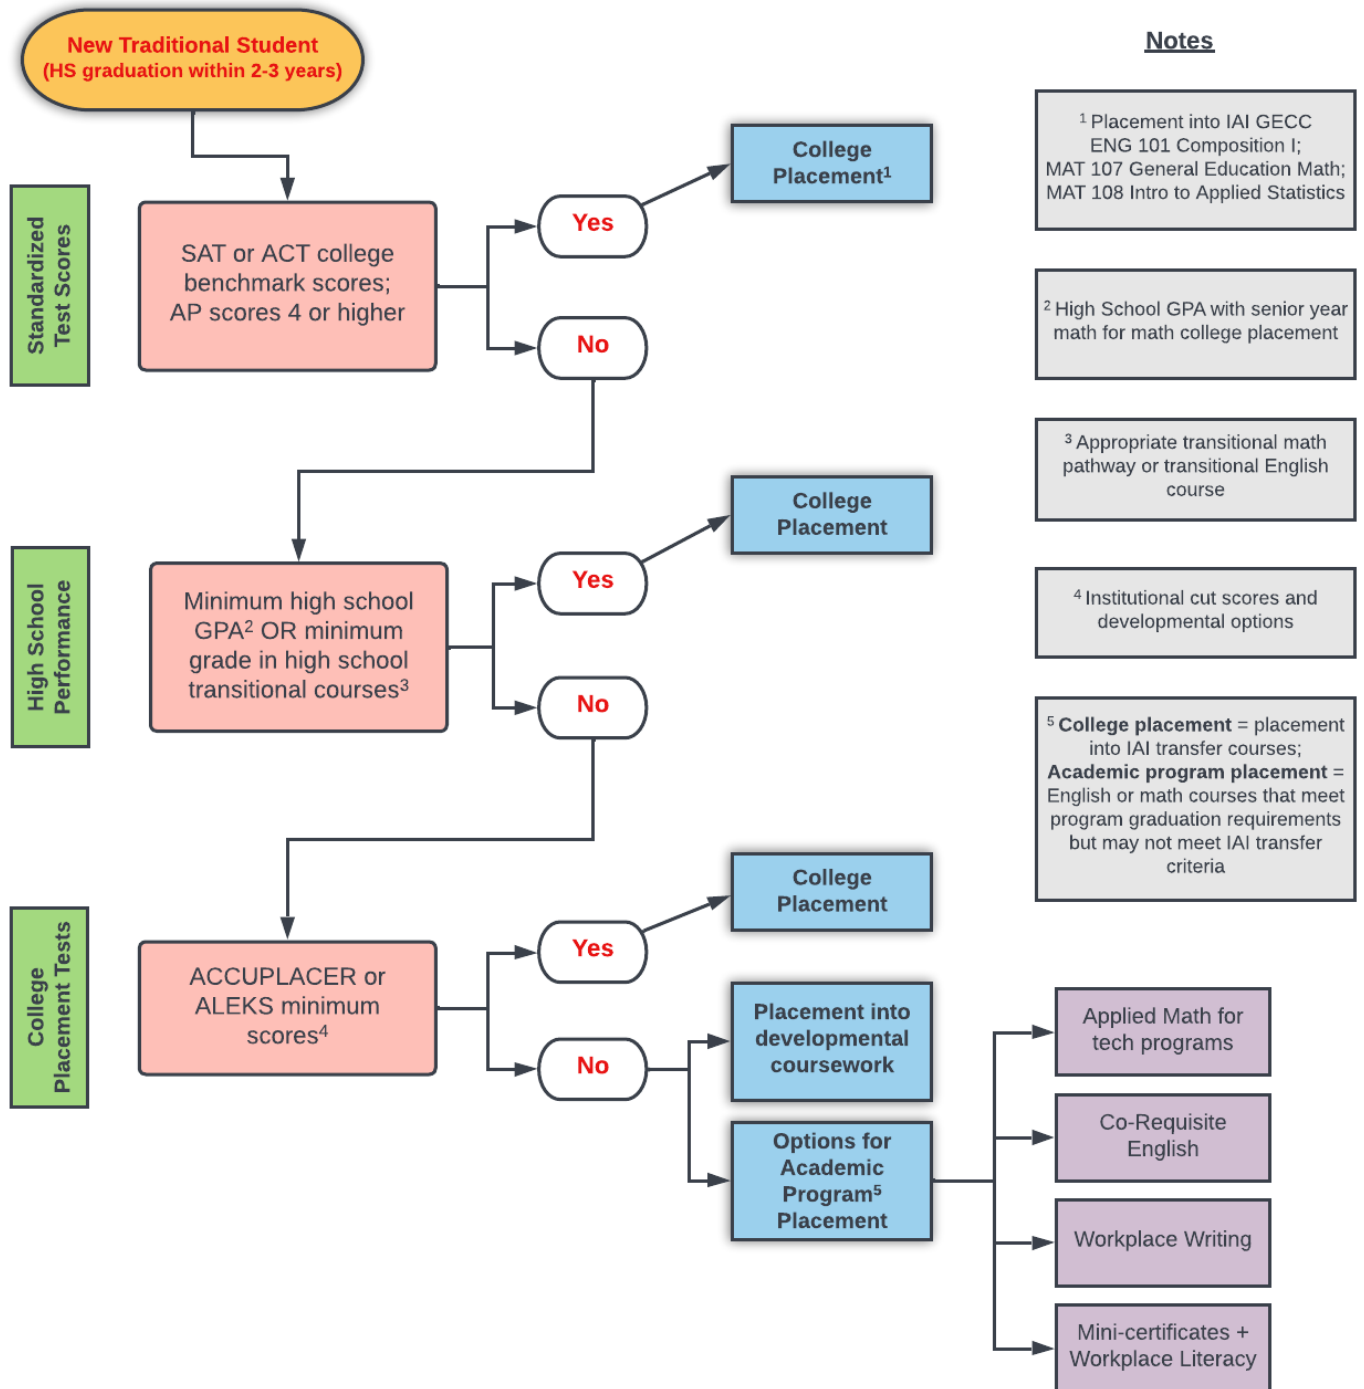 New Traditional Student
(HS graduation within 2-3 years)
Notes
Standardized
Test Scores
SAT or ACT college
benchmark scores;
AP scores 4 or higher
Yes
No
College
Placement¹
¹ Placement into IAI GECC
ENG 101 Composition I;
MAT 107 General Education Math;
MAT 108 Intro to Applied Statistics
² High School GPA with senior year
math for math college placement
³ Appropriate transitional math
pathway or transitional English
course
High School
Performance
Minimum high school
GPA² OR minimum
grade in high school
transitional courses³
Yes
No
College
Placement
⁴ Institutional cut scores and
developmental options
⁵ College placement = placement
into IAI transfer courses;
Academic program placement =
English or math courses that meet
program graduation requirements
but may not meet IAI transfer
criteria
College
Placement Tests
ACCUPLACER or
ALEKS minimum
scores⁴
Yes
No
College
Placement
Placement into
developmental
coursework
Options for
Academic
Program⁵
Placement
Applied Math for
tech programs
Co-Requisite
English
Workplace Writing
Mini-certificates +
Workplace Literacy